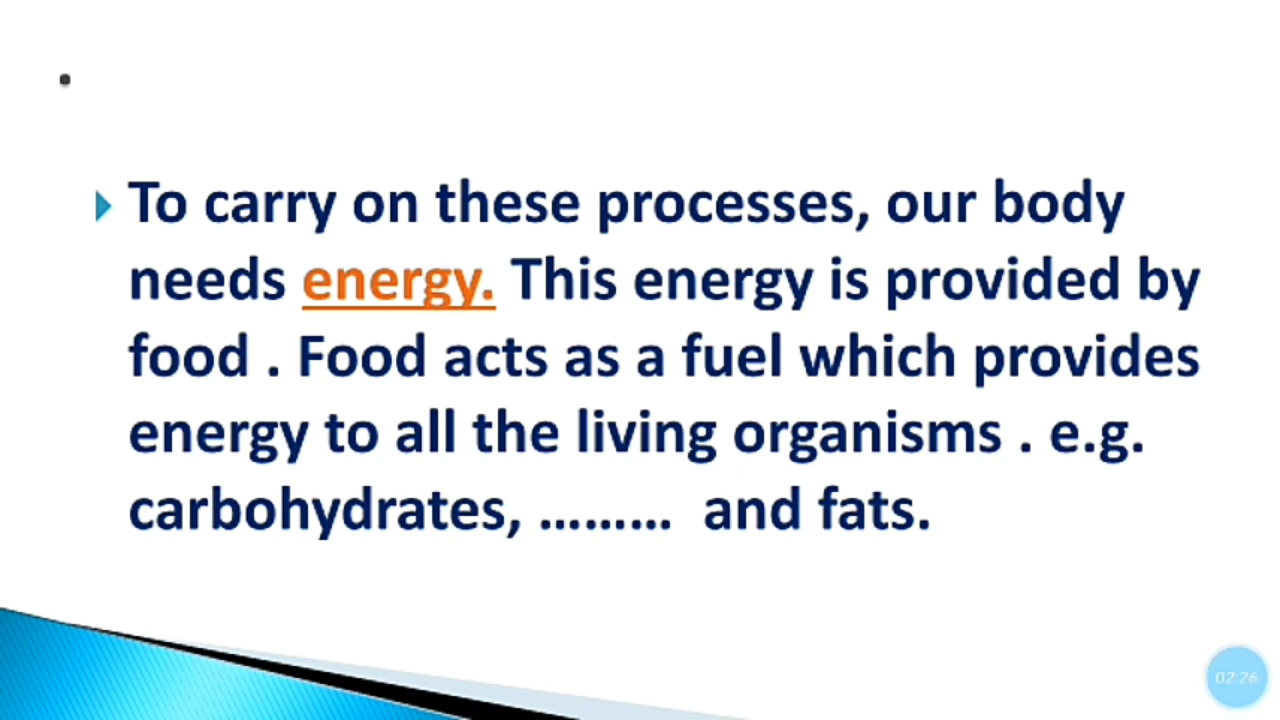 To carry on these processes, our body
needs energy. This energy is provided by
food . Food acts as a fuel which provides
energy to all the living organisms . e.g.
carbohydrates, ......... and fats.
02:26